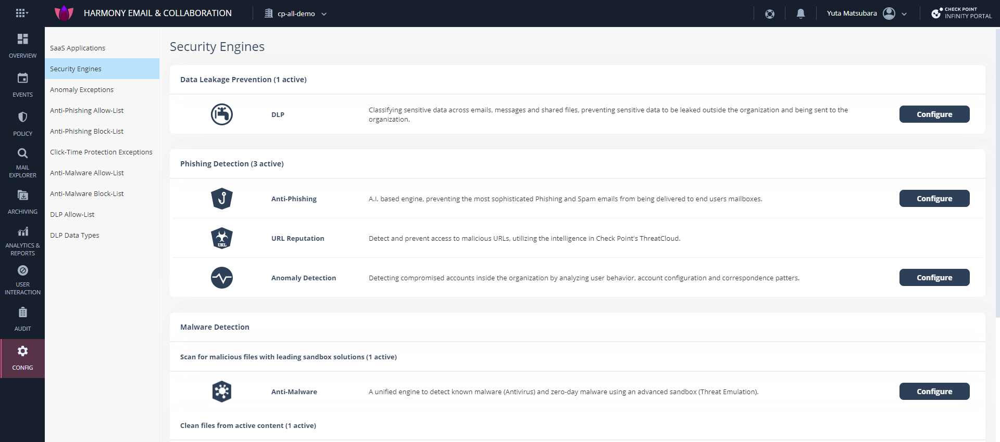 HARMONY EMAIL & COLLABORATION
cp-all-demo
Yuta Matsubara
CHECK POINT
INFINITY PORTAL
OVERVIEW
EVENTS
POLICY
MAIL
EXPLORER
ARCHIVING
ANALYTICS &
REPORTS
USER
INTERACTION
AUDIT
CONFIG
SaaS Applications
Security Engines
Anomaly Exceptions
Anti-Phishing Allow-List
Anti-Phishing Block-List
Click-Time Protection Exceptions
Anti-Malware Allow-List
Anti-Malware Block-List
DLP Allow-List
DLP Data Types
Security Engines
Data Leakage Prevention (1 active)
DLP
Classifying sensitive data across emails, messages and shared files, preventing sensitive data to be leaked outside the organization and being sent to the
organization.
Configure
Phishing Detection (3 active)
Anti-Phishing
A.I. based engine, preventing the most sophisticated Phishing and Spam emails from being delivered to end users mailboxes.
Configure
URL
URL Reputation
Detect and prevent access to malicious URLs, utilizing the intelligence in Check Point's ThreatCloud.
Anomaly Detection
Detecting compromised accounts inside the organization by analyzing user behavior, account configuration and correspondence patters.
Configure
Malware Detection
Scan for malicious files with leading sandbox solutions (1 active)
Anti-Malware
A unified engine to detect known malware (Antivirus) and zero-day malware using an advanced sandbox (Threat Emulation).
Configure
Clean files from active content (1 active)